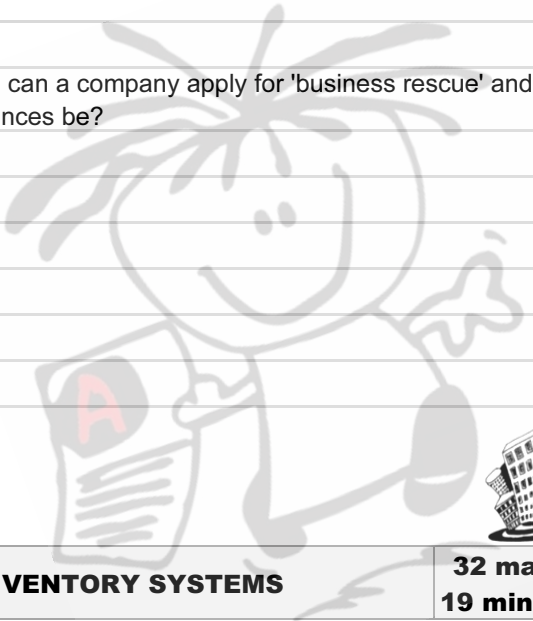 can a company apply for 'business rescue' and
nces be?
A
VENTORY SYSTEMS
32 ma
19 min